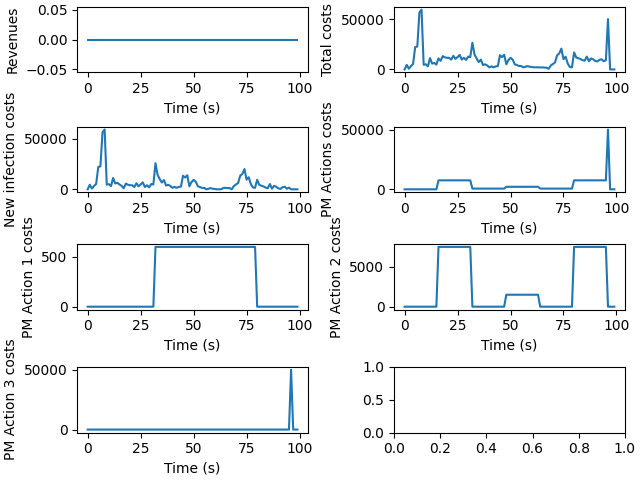 Revenues
0.05
0.00
−0.05
0 25 50 75 100
Time (s)
Total costs
50000
0
0 25 50 75 100
Time (s)
New infection costs
50000
0
0 25 50 75 100
Time (s)
PM Actions costs
50000
0
0 25 50 75 100
Time (s)
PM Action 1 costs
500
0
0 25 50 75 100
Time (s)
PM Action 2 costs
5000
0
0 25 50 75 100
Time (s)
PM Action 3 costs
50000
0
0 25 50 75 100
Time (s)
1.0
0.5
0.0
0.0 0.2 0.4 0.6 0.8 1.0